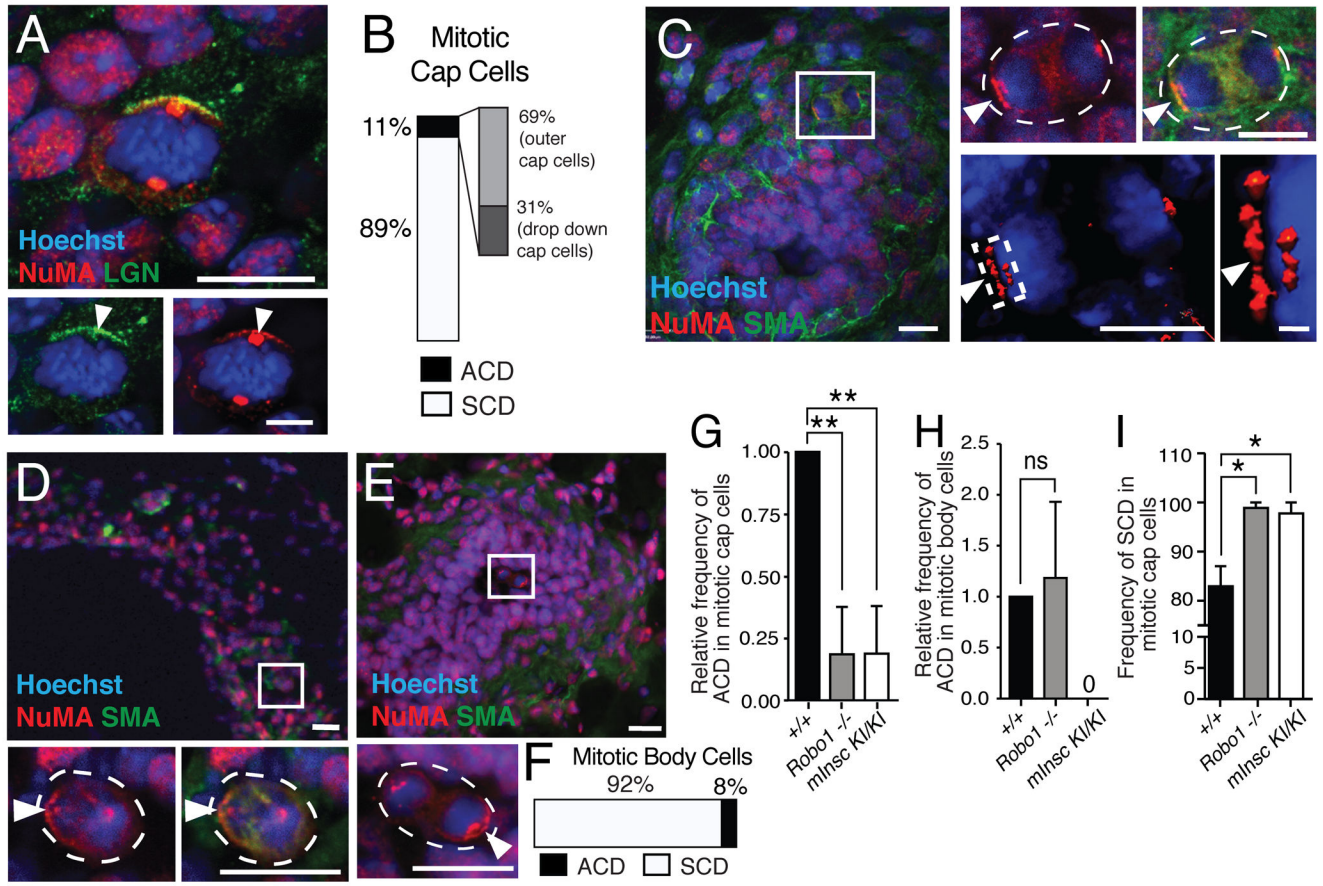 A
Hoechst
NuMA LGN
B
Mitotic
Cap Cells
11%
89%
69%
(outer
cap cells)
31%
(drop down
cap cells)
ACD
SCD
C
Hoechst
NuMA SMA
D
Hoechst
NuMA SMA
E
Hoechst
NuMA SMA
F
Mitotic Body Cells
92%
8%
ACD
SCD
G
Relative frequency of
ACD in mitotic cap cells
1.00
0.75
0.50
0.25
0.00
**
**
+/+
Robo1 -/-
mInsc KI/KI
H
Relative frequency of
ACD in mitotic body cells
2.5
2.0
1.5
1.0
0.5
0.0
ns
0
+/+
Robo1 -/-
mInsc KI/KI
I
Frequency of SCD in
mitotic cap cells
110
100
90
80
10
5
0
*
*
+/+
Robo1 -/-
mInsc KI/KI